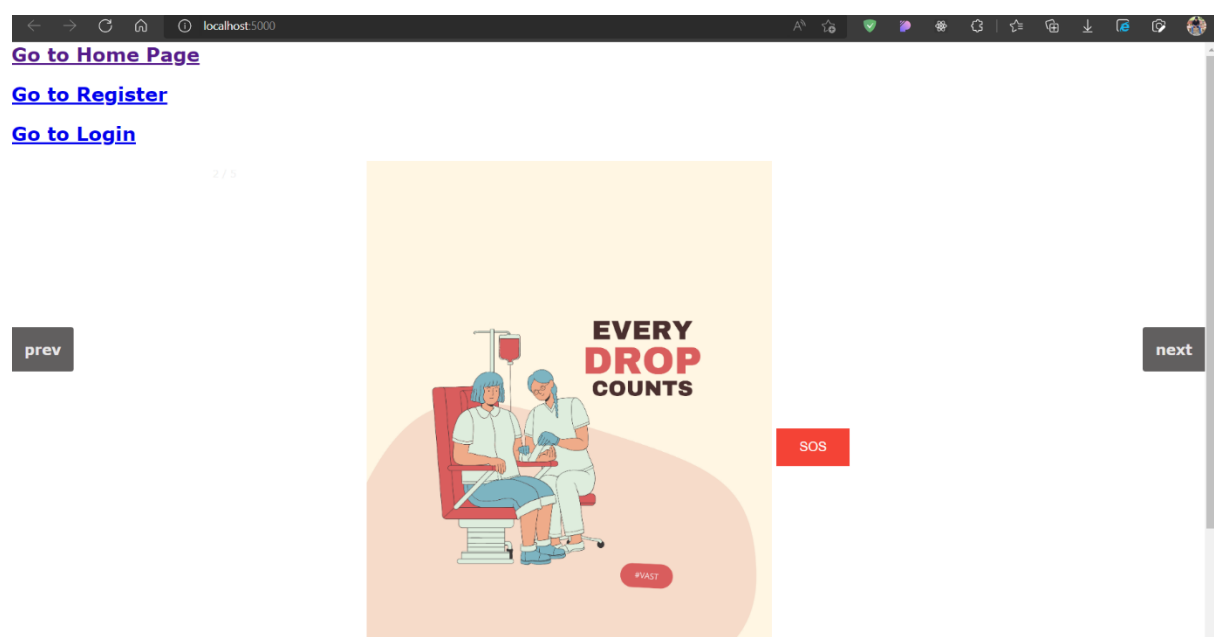 localhost:5000
Go to Home Page
Go to Register
Go to Login
2 / 5
prev
EVERY
DROP
COUNTS
next
SOS
#VAST